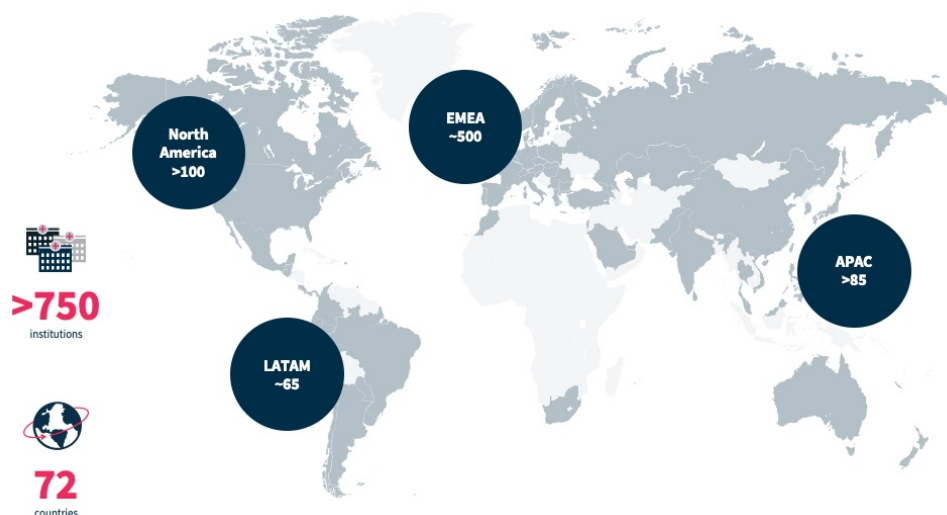 North
America
>100
EMEA
~500
APAC
>85
LATAM
~65
>750
institutions
72
countries